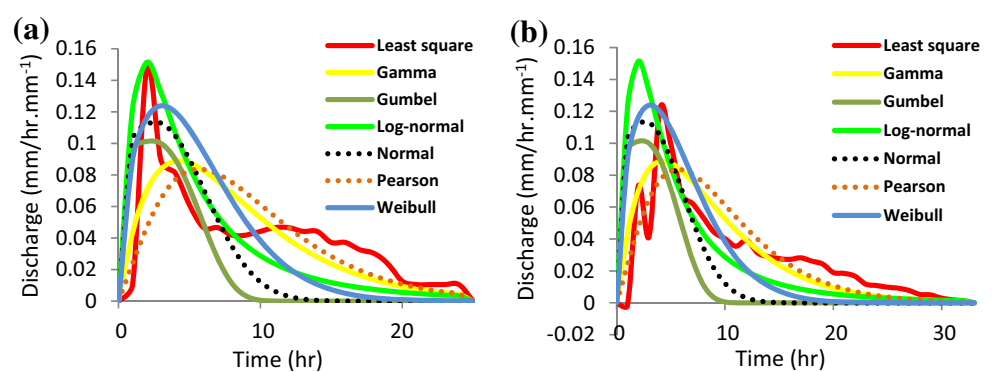 (a)
0.16
0.14
0.12
0.1
0.08
0.06
0.04
0.02
0
Discharge (mm/hr.mm⁻¹)
0
10
20
Time (hr)
Least square
Gamma
Gumbel
Log-normal
Normal
Pearson
Weibull
(b)
0.16
0.14
0.12
0.1
0.08
0.06
0.04
0.02
0
-0.02
Discharge (mm/hr.mm⁻¹)
0
10
20
30
Time (hr)
Least square
Gamma
Gumbel
Log-normal
Normal
Pearson
Weibull